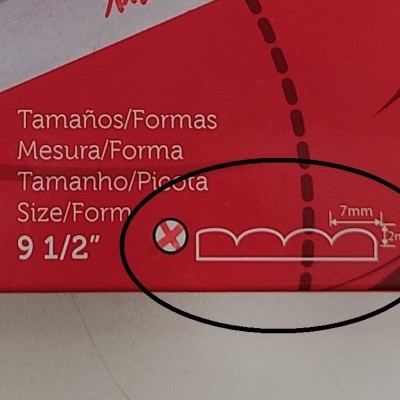 Tamaños/Formas
Mesura/Forma
Tamanho/Picota
Size/Form
9 1/2”
7mm